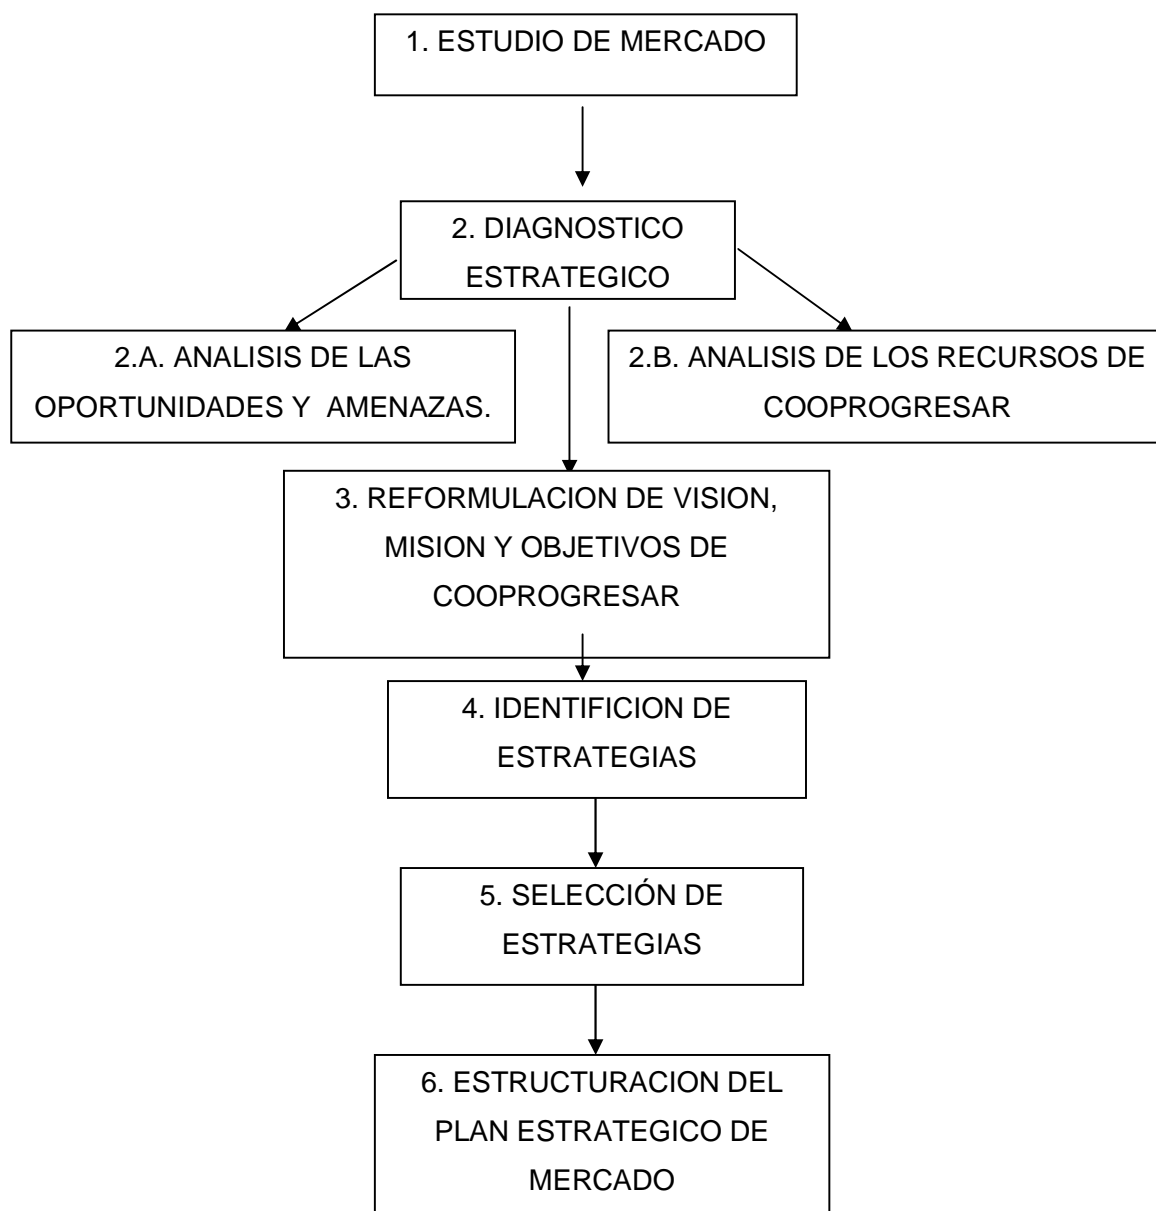 1. ESTUDIO DE MERCADO
2. DIAGNOSTICO
ESTRATEGICO
2.A. ANALISIS DE LAS
OPORTUNIDADES Y  AMENAZAS.
2.B. ANALISIS DE LOS RECURSOS DE
COOPROGRESAR
3. REFORMULACION DE VISION,
MISION Y OBJETIVOS DE
COOPROGRESAR
4. IDENTIFICION DE
ESTRATEGIAS
5. SELECCIÓN DE
ESTRATEGIAS
6. ESTRUCTURACION DEL
PLAN ESTRATEGICO DE
MERCADO